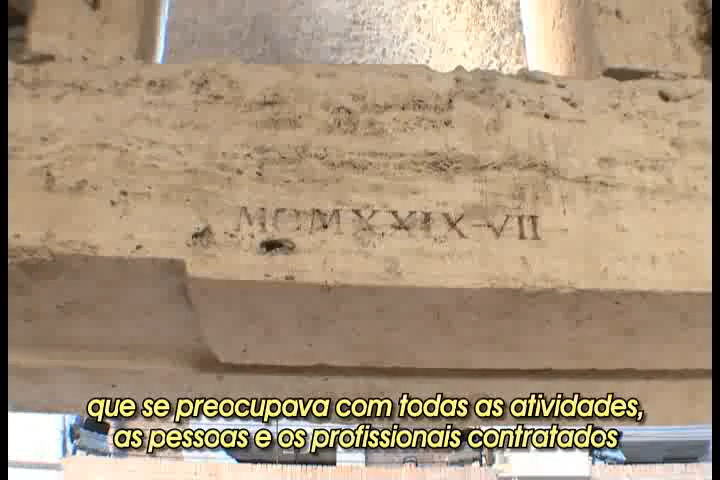 MCMXXIX-VII
que se preocupava com todas as atividades,
as pessoas e os profissionais contratados